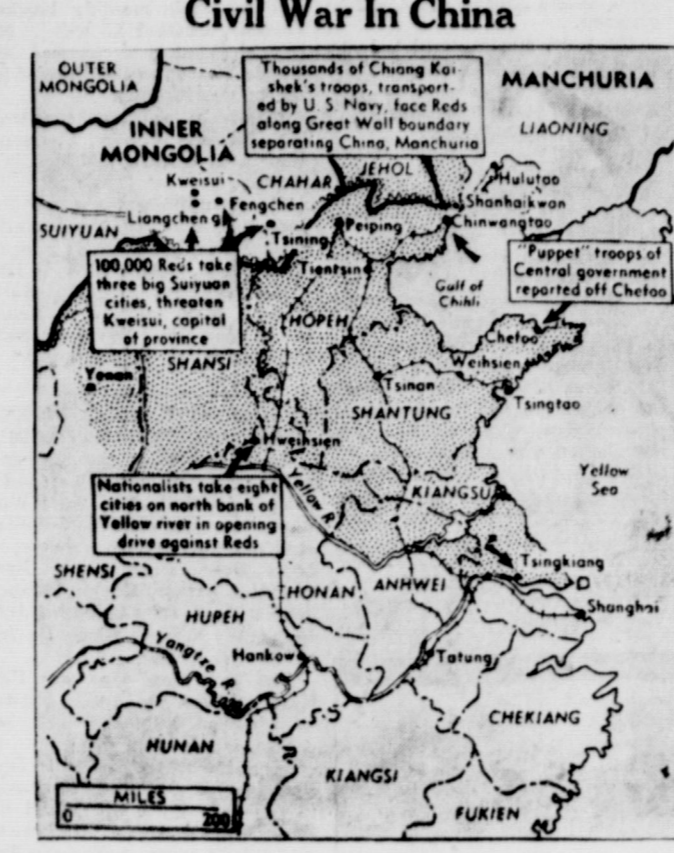 Civil War In China
OUTER
MONGOLIA
Thousands of Chiang Kai-
shek's troops, transport-
ed by U. S. Navy, face Reds
along Great Wall boundary
separating China, Manchuria
MANCHURIA
LIAONING
INNER
MONGOLIA
JEHOL
Kweisui
CHAHAR
Hulutao
Fengchen
Shanhaikwan
Liangcheng
Chinwangtao
SUIYUAN
Peiping
Tsining
"Puppet" troops of
Central government
reported off Chefoo
100,000 Reds take
three big Suiyuan
cities, threaten
Kweisui, capital
of province
Tientsin
Gulf of
Chihli
HOPEH
Chefoo
SHANSI
Weihsien
Yenan
Tsinan
Tsingtao
SHANTUNG
Hweihsien
Yellow
Sea
Yellow R.
KIANGSU
Nationalists take eight
cities on north bank of
Yellow river in opening
drive against Reds
Tsingkiang
SHENSI
HONAN
ANHWEI
Shanghai
HUPEH
Yangtze R.
Hankow
Tatung
CHEKIANG
HUNAN
KIANGSI
FUKIEN
MILES
0 200